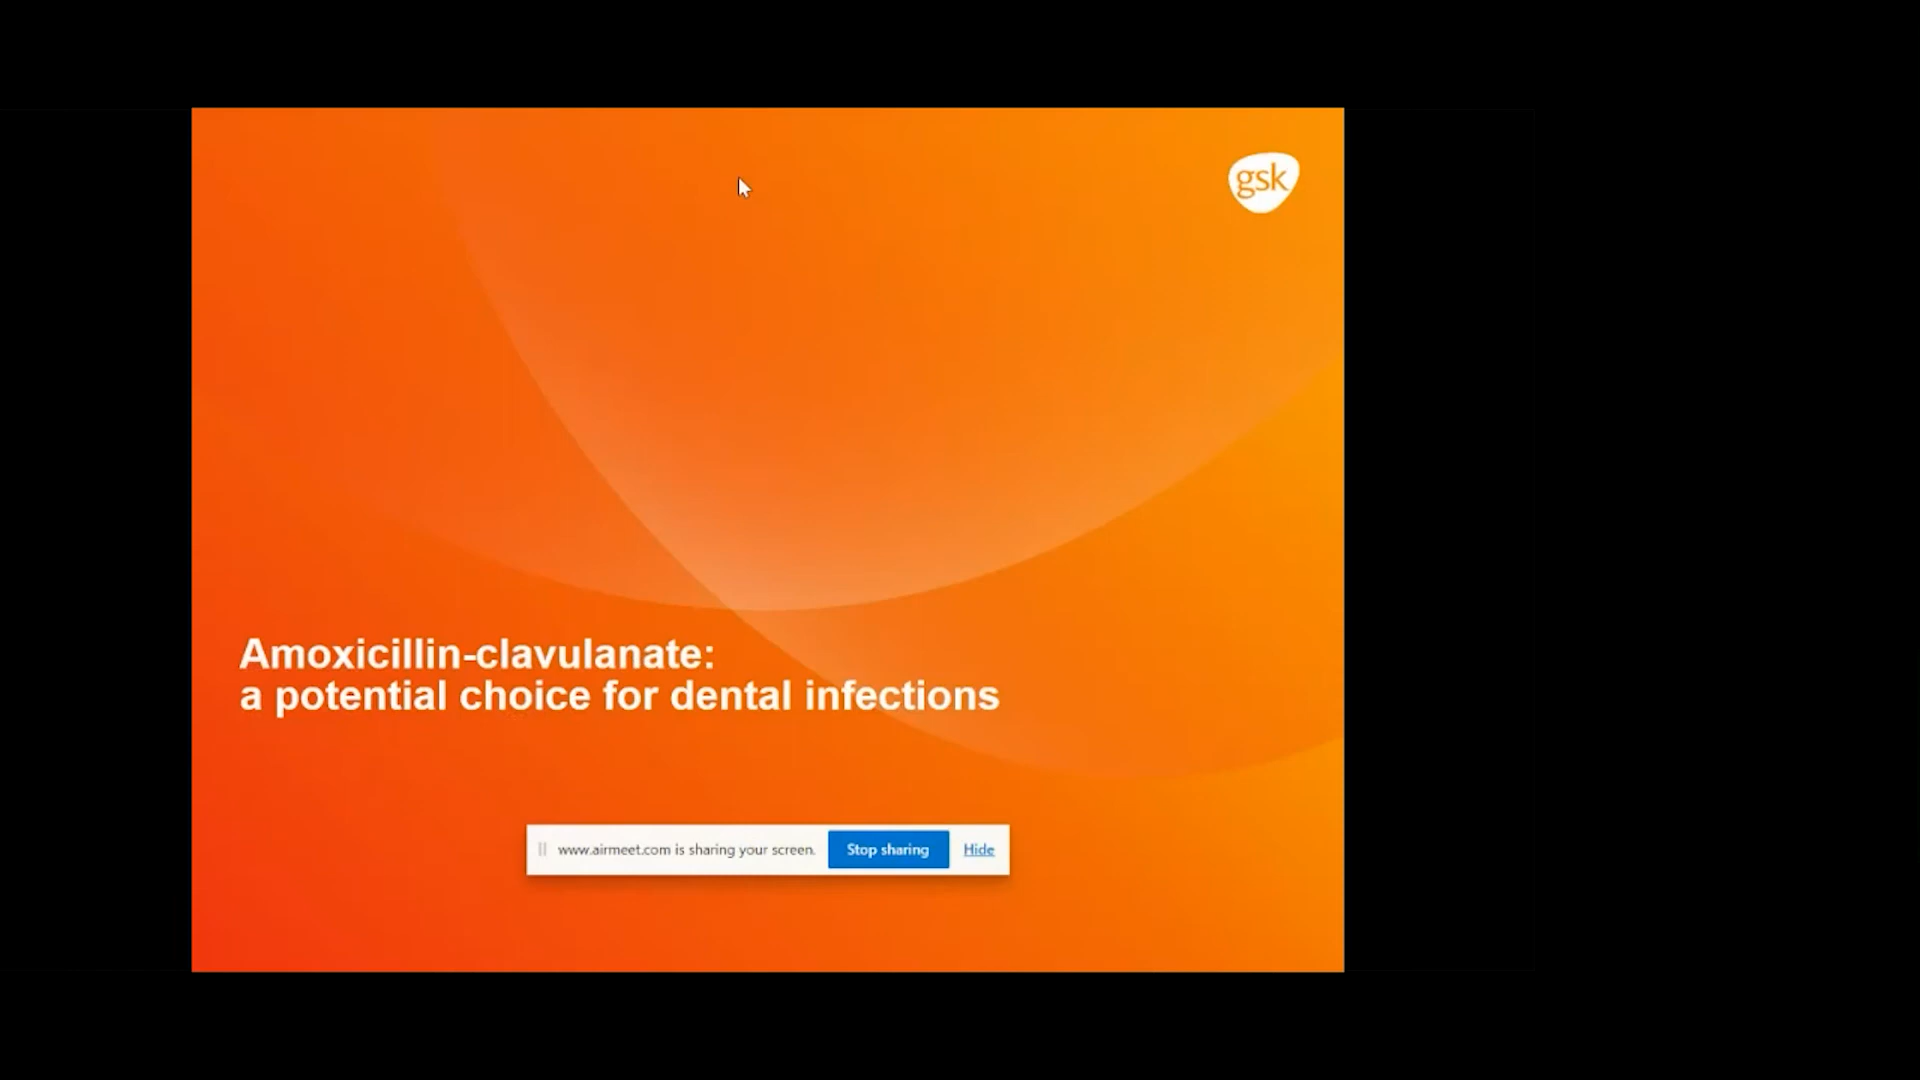 gsk
Amoxicillin-clavulanate:
a potential choice for dental infections
www.airmeet.com is sharing your screen. Stop sharing Hide